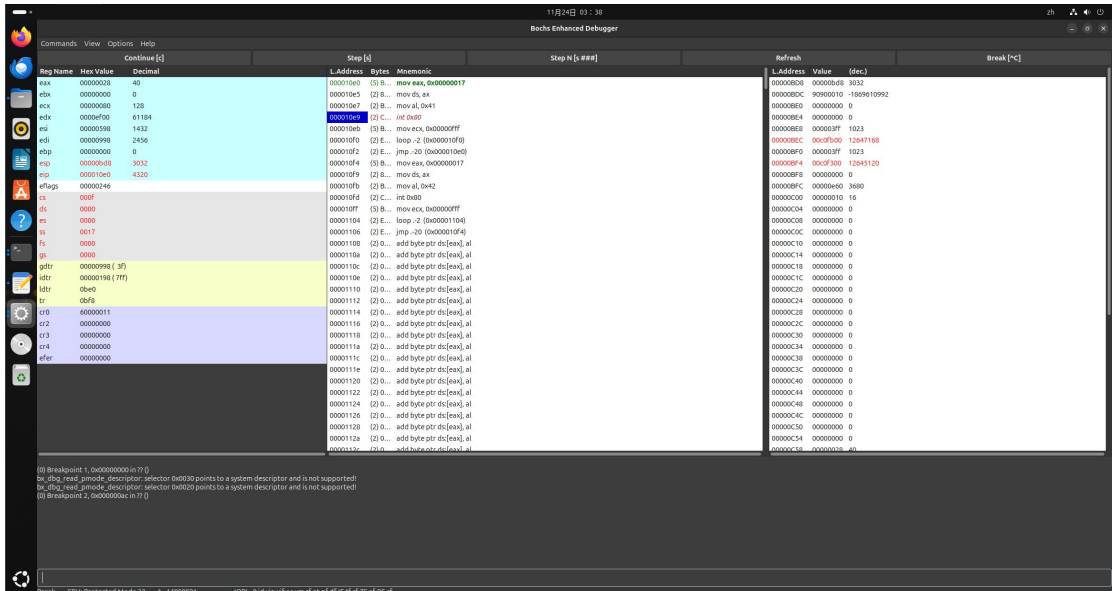 11月24日 03：38
zh
Bochs Enhanced Debugger
Commands View Options Help
Continue [c] Step [s] Step N [s ###] Refresh Break [^C]
Reg Name Hex Value Decimal
eax 00000028 40
ebx 00000000 0
ecx 00000080 128
edx 0000ef00 61184
esi 00000598 1432
edi 00000998 2456
ebp 00000000 0
esp 00000bd8 3032
eip 000010e0 4320
eflags 00000246
cs 000f
ds 0000
es 0000
ss 0017
fs 0000
gs 0000
gdtr 00000998 ( 3f)
idtr 00000198 ( 7ff)
ldtr 0be0
tr 0bf8
cr0 60000011
cr2 00000000
cr3 00000000
cr4 00000000
efer 00000000
L.Address Bytes Mnemonic
000010e0 (5) B... mov eax, 0x00000017
000010e5 (2) 8... mov ds, ax
000010e7 (2) B... mov al, 0x41
000010e9 (2) C... int 0x80
000010eb (5) B... mov ecx, 0x00000fff
000010f0 (2) E... loop .-2 (0x000010f0)
000010f2 (2) E... jmp .-20 (0x000010e0)
000010f4 (5) B... mov eax, 0x00000017
000010f9 (2) 8... mov ds, ax
000010fb (2) B... mov al, 0x42
000010fd (2) C... int 0x80
000010ff (5) B... mov ecx, 0x00000fff
00001104 (2) E... loop .-2 (0x00001104)
00001106 (2) E... jmp .-20 (0x000010f4)
00001108 (2) 0... add byte ptr ds:[eax], al
0000110a (2) 0... add byte ptr ds:[eax], al
0000110c (2) 0... add byte ptr ds:[eax], al
0000110e (2) 0... add byte ptr ds:[eax], al
00001110 (2) 0... add byte ptr ds:[eax], al
00001112 (2) 0... add byte ptr ds:[eax], al
00001114 (2) 0... add byte ptr ds:[eax], al
00001116 (2) 0... add byte ptr ds:[eax], al
00001118 (2) 0... add byte ptr ds:[eax], al
0000111a (2) 0... add byte ptr ds:[eax], al
0000111c (2) 0... add byte ptr ds:[eax], al
0000111e (2) 0... add byte ptr ds:[eax], al
00001120 (2) 0... add byte ptr ds:[eax], al
00001122 (2) 0... add byte ptr ds:[eax], al
00001124 (2) 0... add byte ptr ds:[eax], al
00001126 (2) 0... add byte ptr ds:[eax], al
00001128 (2) 0... add byte ptr ds:[eax], al
0000112a (2) 0... add byte ptr ds:[eax], al
0000112c (2) 0... add byte ptr ds:[eax], al
L.Address Value (dec.)
00000BD8 00000bd8 3032
00000BDC 90900010 -1869610992
00000BE0 00000000 0
00000BE4 00000000 0
00000BE8 000003ff 1023
00000BEC 00c0fb00 12647168
00000BF0 000003ff 1023
00000BF4 00c0f300 12645120
00000BF8 00000000 0
00000BFC 00000e60 3680
00000C00 00000010 16
00000C04 00000000 0
00000C08 00000000 0
00000C0C 00000000 0
00000C10 00000000 0
00000C14 00000000 0
00000C18 00000000 0
00000C1C 00000000 0
00000C20 00000000 0
00000C24 00000000 0
00000C28 00000000 0
00000C2C 00000000 0
00000C30 00000000 0
00000C34 00000000 0
00000C38 00000000 0
00000C3C 00000000 0
00000C40 00000000 0
00000C44 00000000 0
00000C48 00000000 0
00000C4C 00000000 0
00000C50 00000000 0
00000C54 00000000 0
00000C58 00000028 40
(0) Breakpoint 1, 0x00000000 in ?? ()
bx_dbg_read_pmode_descriptor: selector 0x0030 points to a system descriptor and is not supported!
bx_dbg_read_pmode_descriptor: selector 0x0020 points to a system descriptor and is not supported!
(0) Breakpoint 2, 0x000000ac in ?? ()